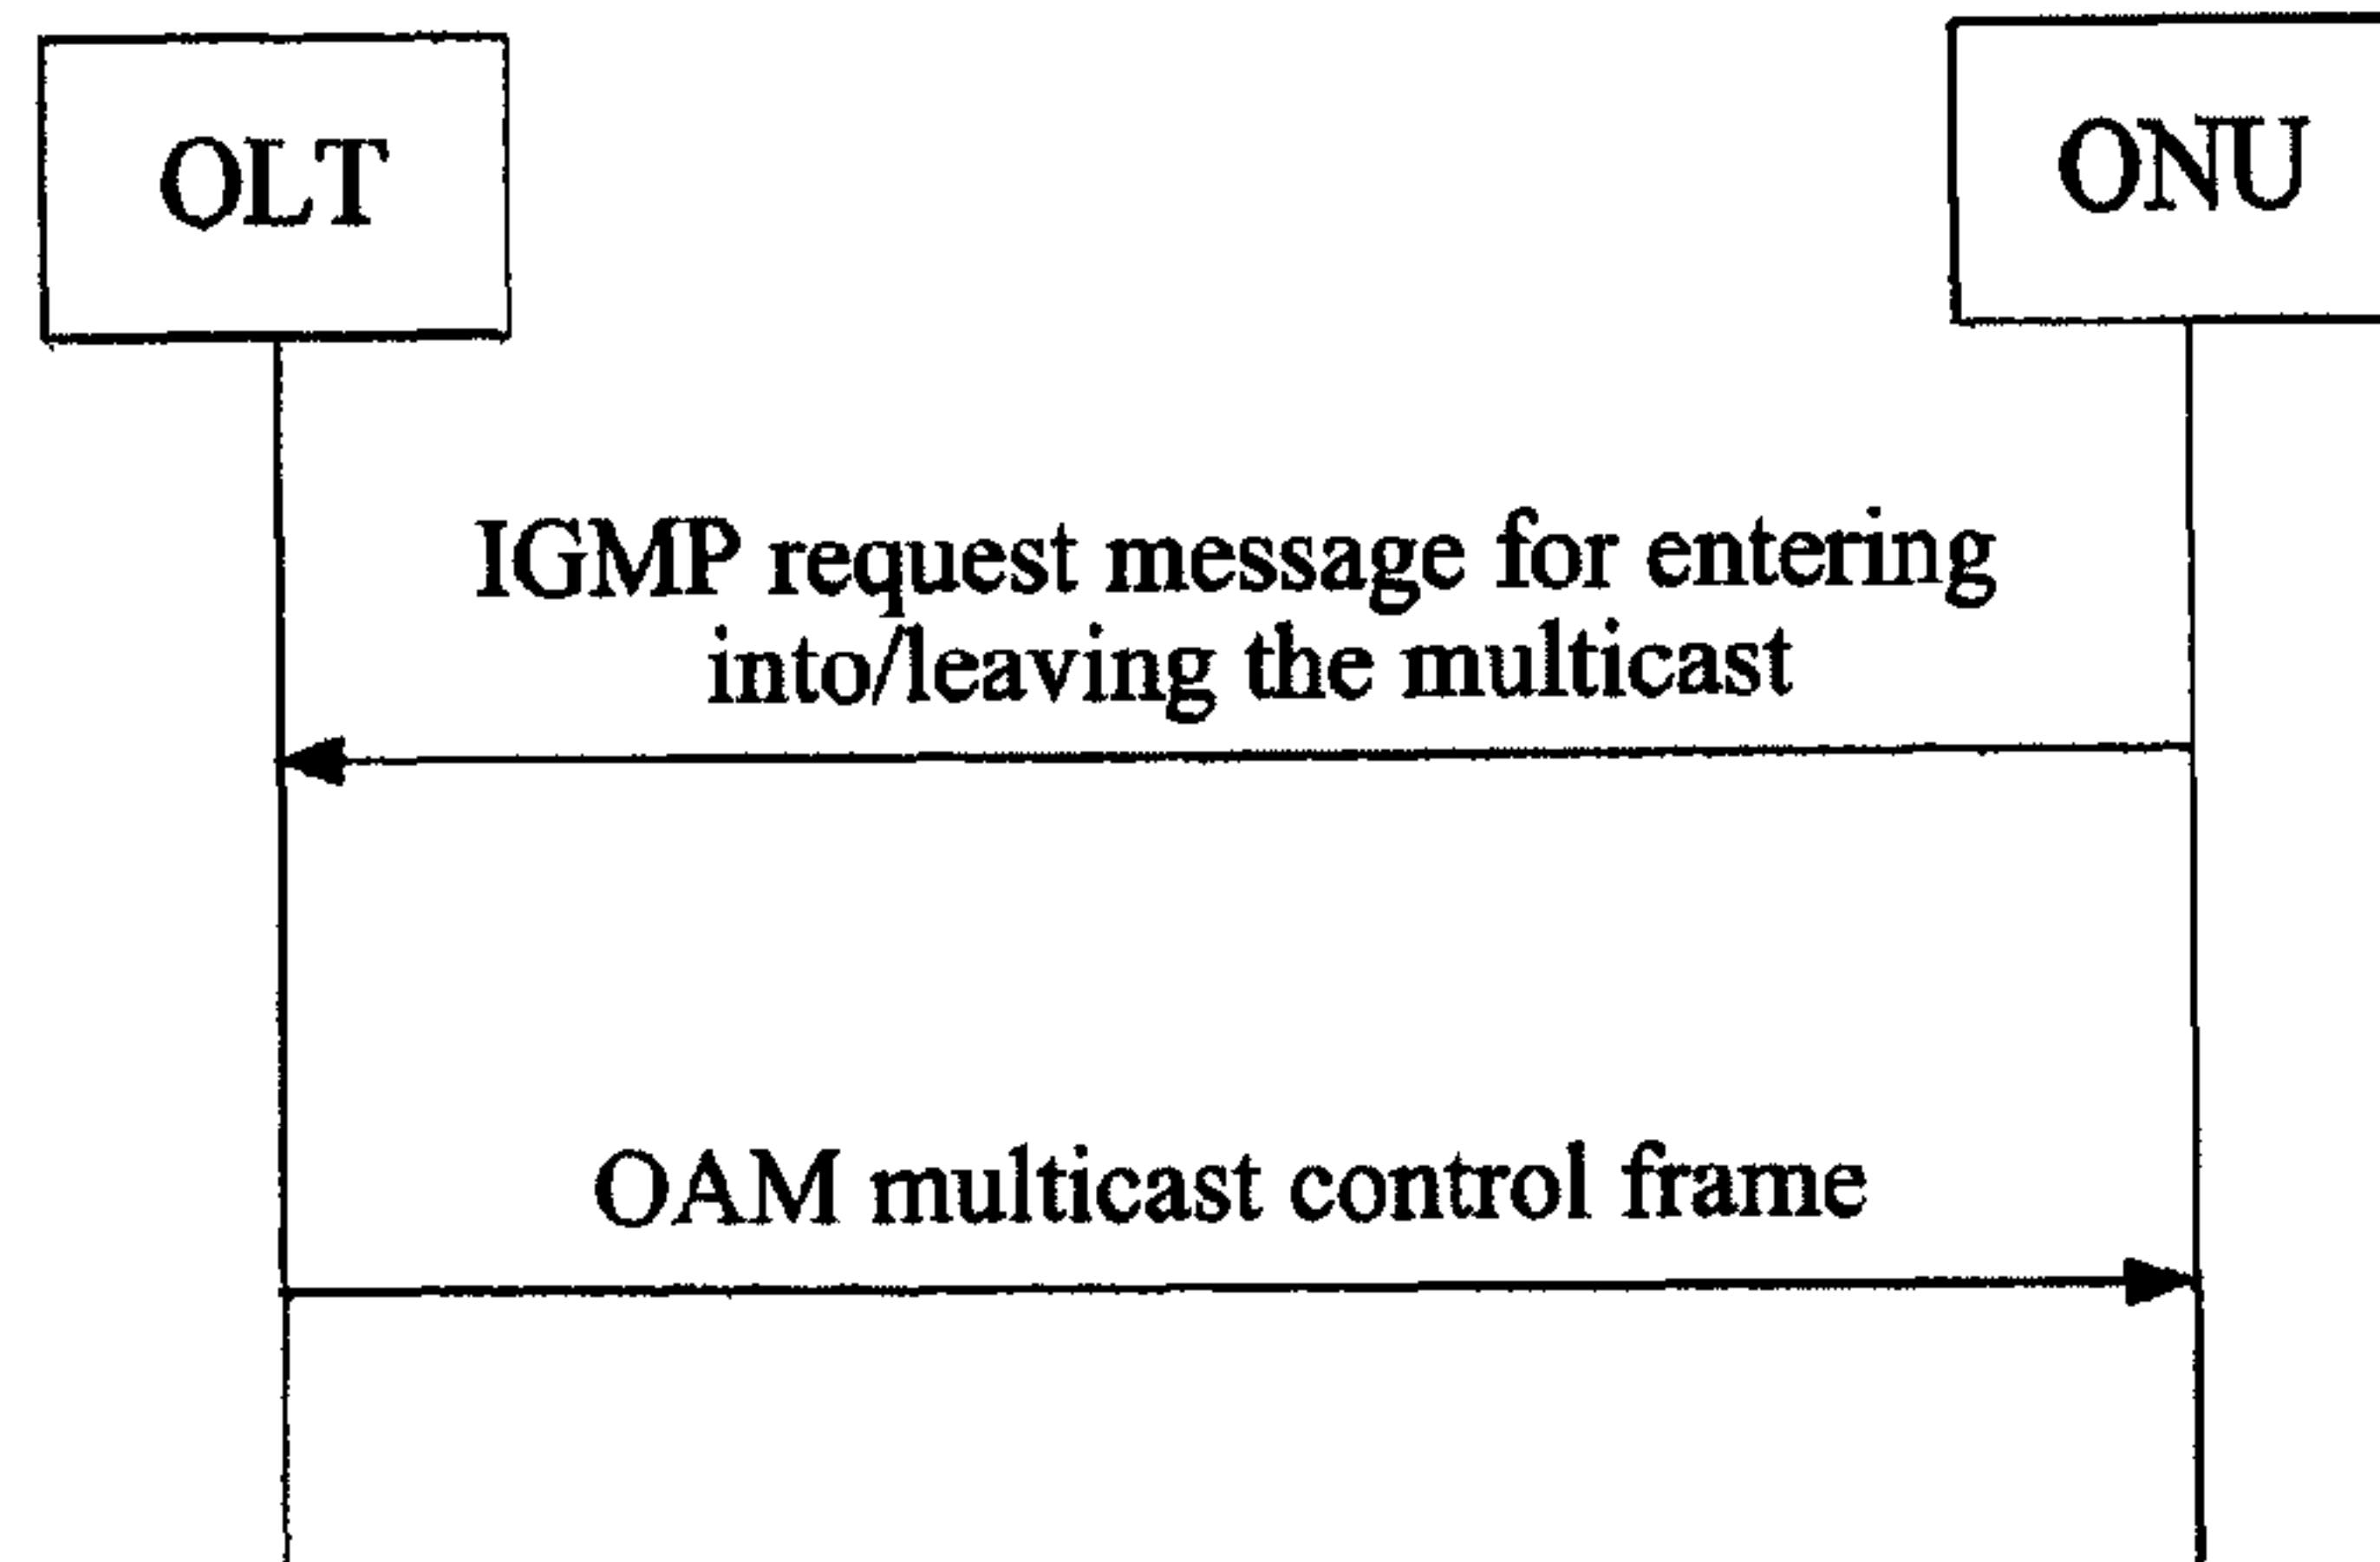 OLT
ONU
IGMP request message for entering
into/leaving the multicast
OAM multicast control frame